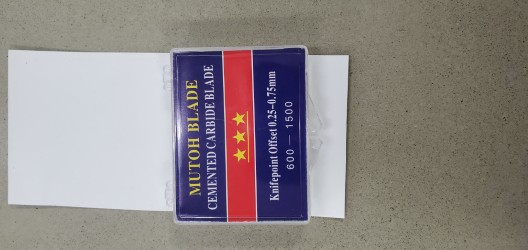 MUTOH BLADE
CEMENTED CARBIDE BLADE
Knifepoint Offset 0.25-0.75mm
600 — 1500